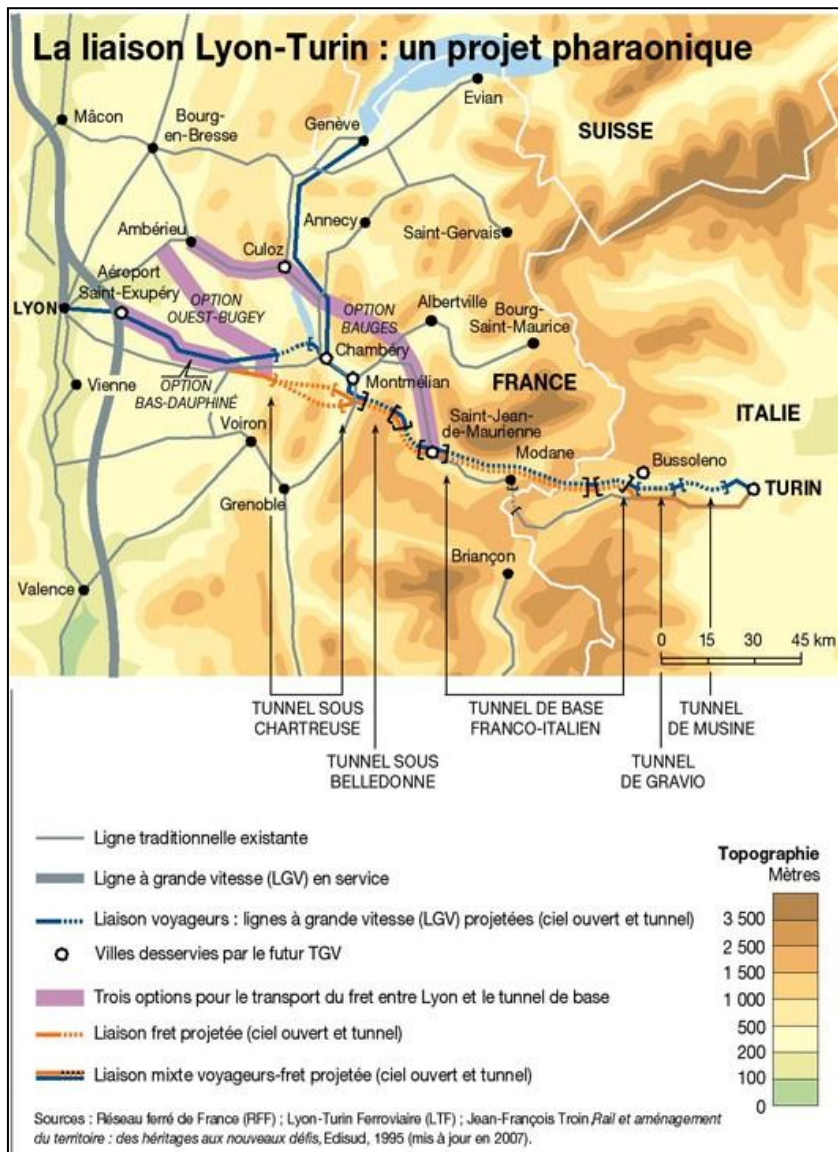 La liaison Lyon-Turin : un projet pharaonique
Evian
Mâcon
Bourg-
en-Bresse
Genève
SUISSE
Annecy
Saint-Gervais
Ambérieu
Culoz
Aéroport
Saint-Exupéry
OPTION
OUEST-BUGEY
OPTION
BAUGES
Albertville
Bourg-
Saint-Maurice
LYON
Chambéry
Montmélian
FRANCE
ITALIE
Vienne
OPTION
BAS-DAUPHINÉ
Voiron
Saint-Jean-
de-Maurienne
Modane
Bussoleno
TURIN
Grenoble
Briançon
Valence
0 15 30 45 km
TUNNEL SOUS
CHARTREUSE
TUNNEL SOUS
BELLEDONNE
TUNNEL DE BASE
FRANCO-ITALIEN
TUNNEL
DE GRAVIO
TUNNEL
DE MUSINE
Ligne traditionnelle existante
Ligne à grande vitesse (LGV) en service
Liaison voyageurs : lignes à grande vitesse (LGV) projetées (ciel ouvert et tunnel)
Villes desservies par le futur TGV
Trois options pour le transport du fret entre Lyon et le tunnel de base
Liaison fret projetée (ciel ouvert et tunnel)
Liaison mixte voyageurs-fret projetée (ciel ouvert et tunnel)
Topographie
Mètres
3 500
2 500
1 500
1 000
500
200
100
0
Sources : Réseau ferré de France (RFF) ; Lyon-Turin Ferroviaire (LTF) ; Jean-François Troin, Rail et aménagement
du territoire : des héritages aux nouveaux défis, Edisud, 1995 (mis à jour en 2007).